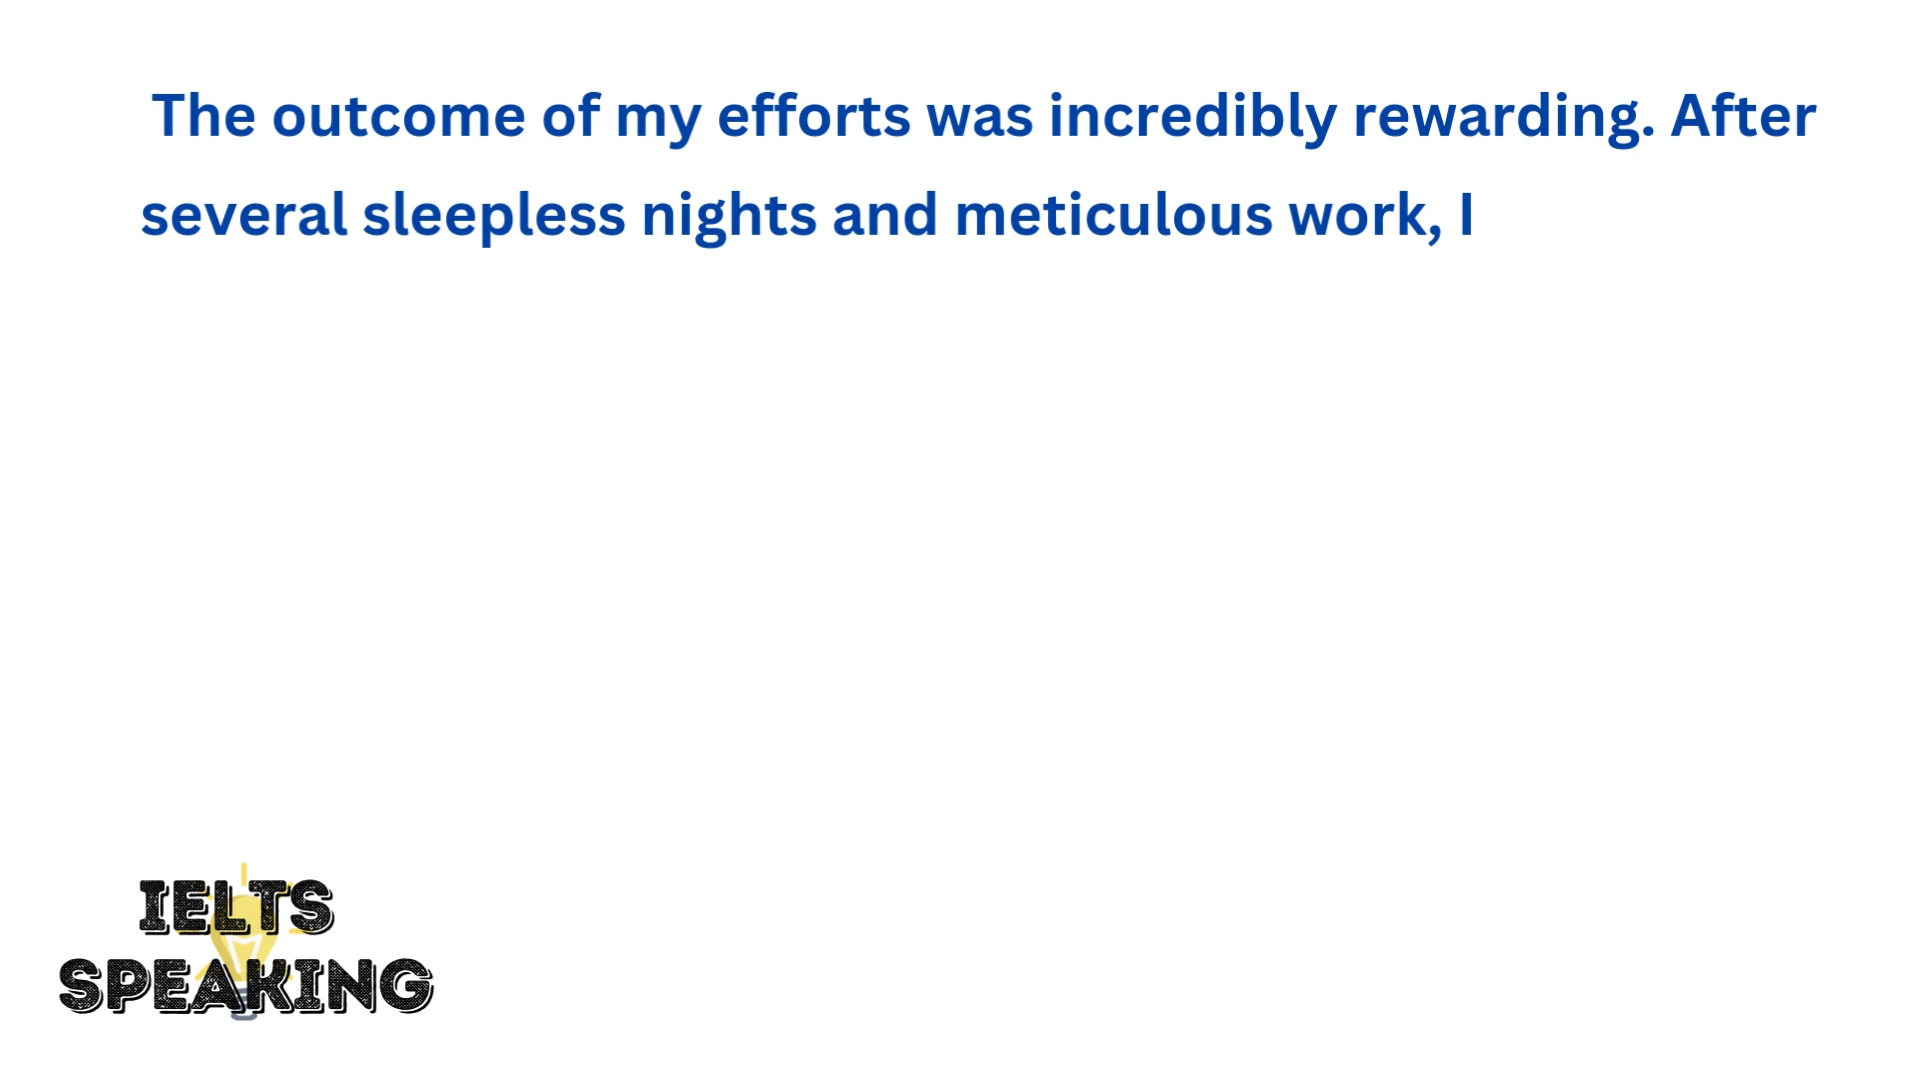 The outcome of my efforts was incredibly rewarding. After
several sleepless nights and meticulous work, I
IELTS
SPEAKING